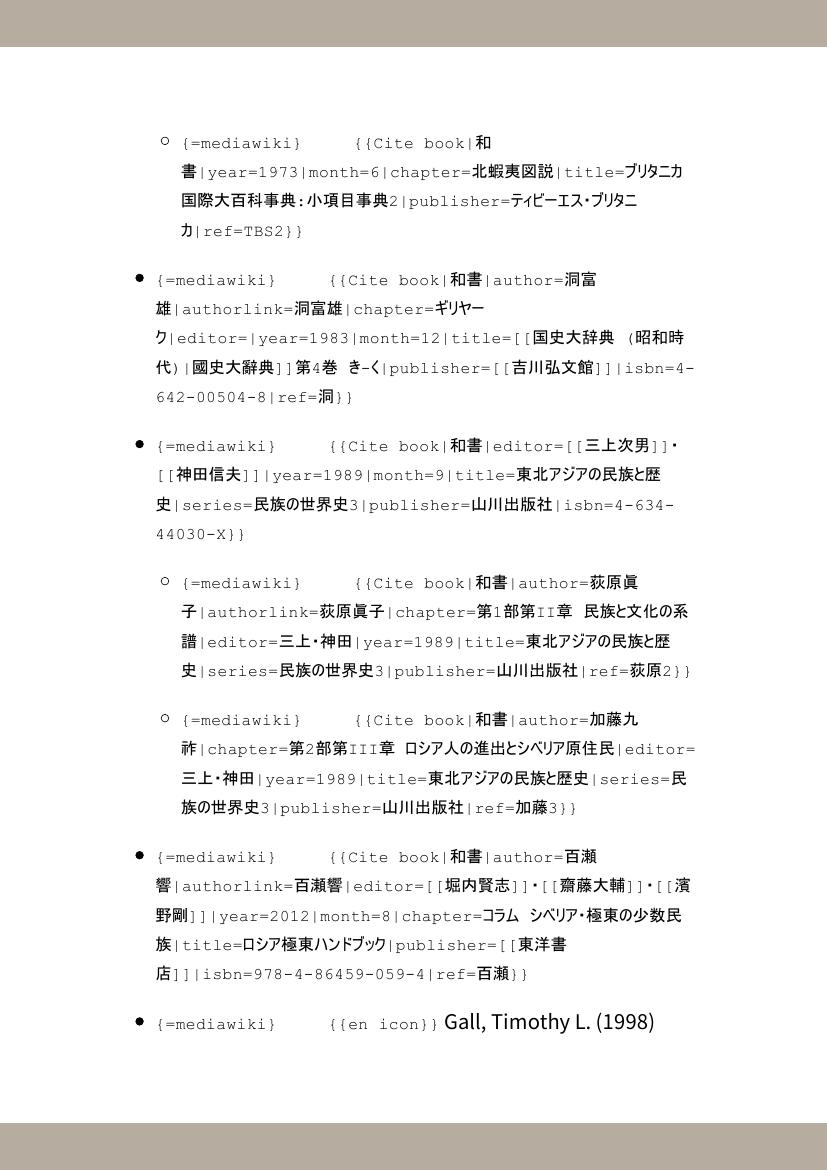 {=mediawiki} {{Cite book|和
書|year=1973|month=6|chapter=北蝦夷図説|title=ブリタニカ
国際大百科事典:小項目事典2|publisher=ティビーエス・ブリタニ
カ|ref=TBS2}}
{=mediawiki} {{Cite book|和書|author=洞富
雄|authorlink=洞富雄|chapter=ギリヤー
ク|editor=|year=1983|month=12|title=[[国史大辞典 (昭和時
代)|國史大辭典]]第4巻 き-く|publisher=[[吉川弘文館]]|isbn=4-
642-00504-8|ref=洞}}
{=mediawiki} {{Cite book|和書|editor=[[三上次男]]・
[[神田信夫]]|year=1989|month=9|title=東北アジアの民族と歴
史|series=民族の世界史3|publisher=山川出版社|isbn=4-634-
44030-X}}
{=mediawiki} {{Cite book|和書|author=荻原眞
子|authorlink=荻原眞子|chapter=第1部第II章 民族と文化の系
譜|editor=三上・神田|year=1989|title=東北アジアの民族と歴
史|series=民族の世界史3|publisher=山川出版社|ref=荻原2}}
{=mediawiki} {{Cite book|和書|author=加藤九
祚|chapter=第2部第III章 ロシア人の進出とシベリア原住民|editor=
三上・神田|year=1989|title=東北アジアの民族と歴史|series=民
族の世界史3|publisher=山川出版社|ref=加藤3}}
{=mediawiki} {{Cite book|和書|author=百瀬
響|authorlink=百瀬響|editor=[[堀内賢志]]・[[齋藤大輔]]・[[濱
野剛]]|year=2012|month=8|chapter=コラム シベリア・極東の少数民
族|title=ロシア極東ハンドブック|publisher=[[東洋書
店]]|isbn=978-4-86459-059-4|ref=百瀬}}
{=mediawiki} {{en icon}} Gall, Timothy L. (1998)